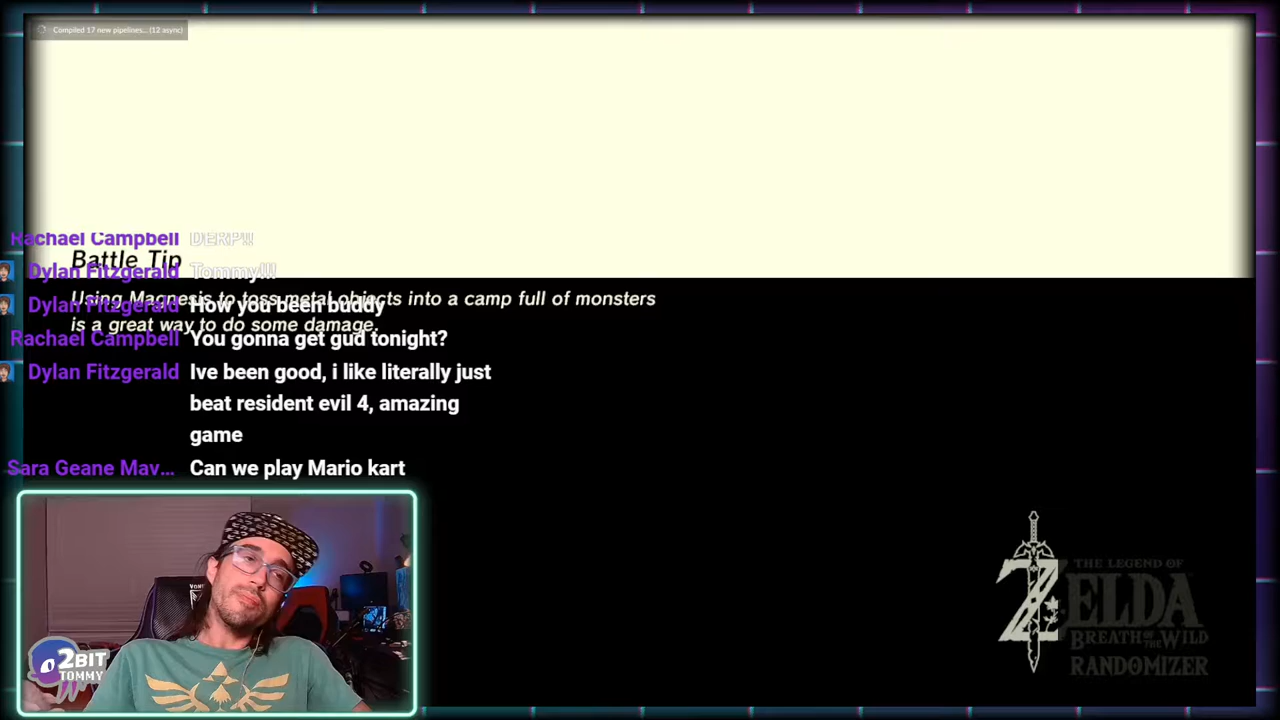 Compiled 17 new pipelines... (12 async)
Rachael Campbell DERP!!
Battle Tip
Dylan Fitzgerald Tommy!!!
Using Magnesis to toss metal objects into a camp full of monsters
Dylan Fitzgerald How you been buddy
is a great way to do some damage.
Rachael Campbell You gonna get gud tonight?
Dylan Fitzgerald Ive been good, i like literally just
beat resident evil 4, amazing
game
Sara Geane Mav... Can we play Mario kart
2BIT
TOMMY
THE LEGEND OF
ZELDA
BREATH OF THE WILD
RANDOMIZER